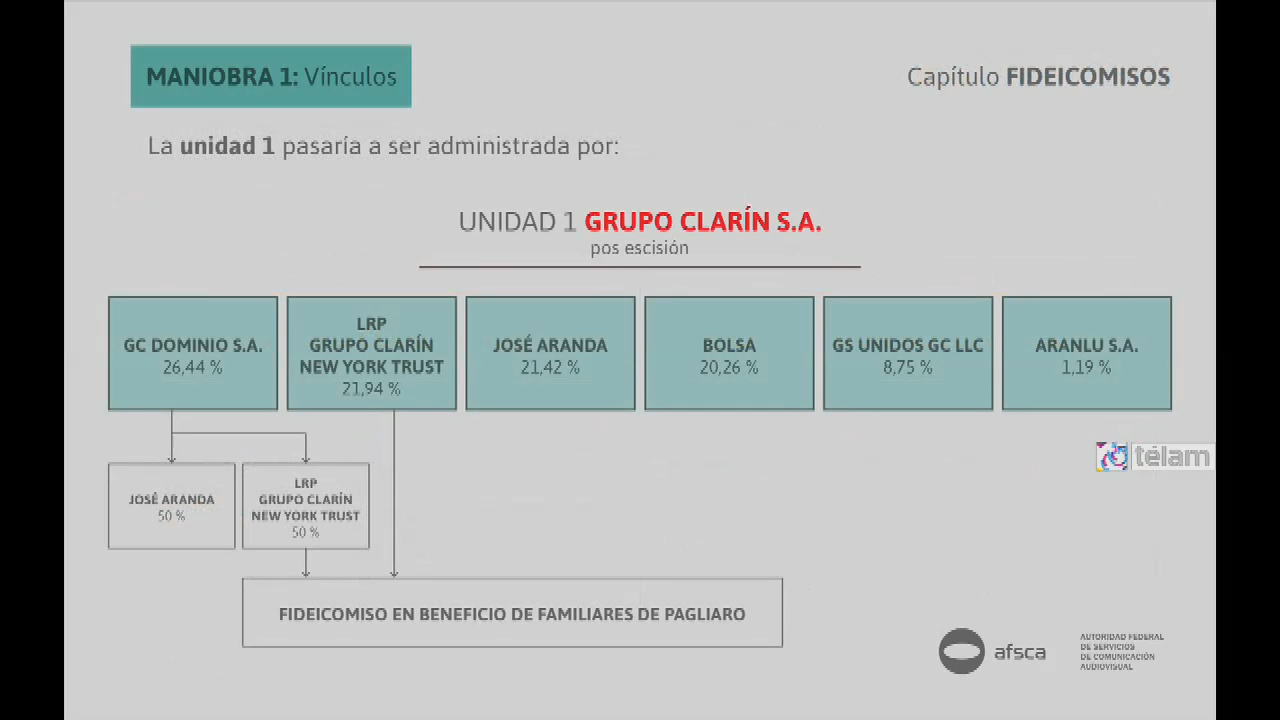 MANIOBRA 1: Vínculos
Capítulo FIDEICOMISOS
La unidad 1 pasaría a ser administrada por:
UNIDAD 1 GRUPO CLARÍN S.A.
pos escisión
GC DOMINIO S.A.
26,44 %
LRP
GRUPO CLARÍN
NEW YORK TRUST
21,94 %
JOSÉ ARANDA
21,42 %
BOLSA
20,26 %
GS UNIDOS GC LLC
8,75 %
ARANLU S.A.
1,19 %
télam
JOSÉ ARANDA
50 %
LRP
GRUPO CLARÍN
NEW YORK TRUST
50 %
FIDEICOMISO EN BENEFICIO DE FAMILIARES DE PAGLIARO
afsca
AUTORIDAD FEDERAL
DE SERVICIOS
DE COMUNICACIÓN
AUDIOVISUAL